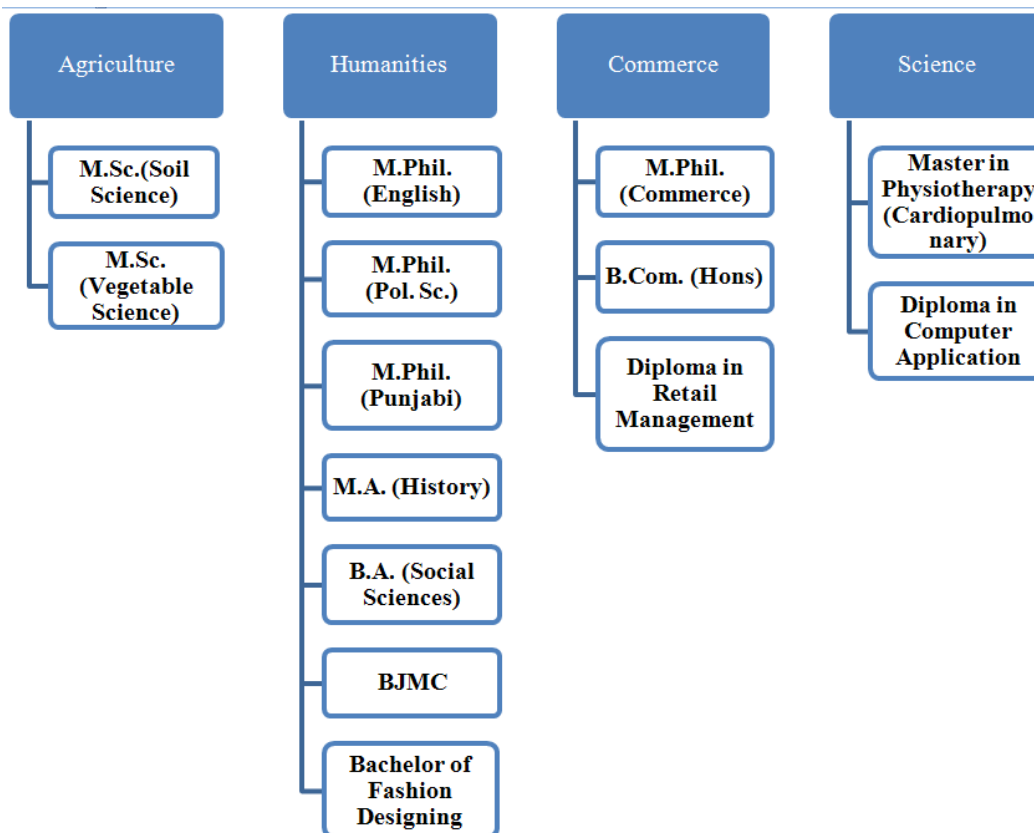 Agriculture
M.Sc.(Soil
Science)
M.Sc.
(Vegetable
Science)
Humanities
M.Phil.
(English)
M.Phil.
(Pol. Sc.)
M.Phil.
(Punjabi)
M.A. (History)
B.A. (Social
Sciences)
BJMC
Bachelor of
Fashion
Designing
Commerce
M.Phil.
(Commerce)
B.Com. (Hons)
Diploma in
Retail
Management
Science
Master in
Physiotherapy
(Cardiopulmo
nary)
Diploma in
Computer
Application